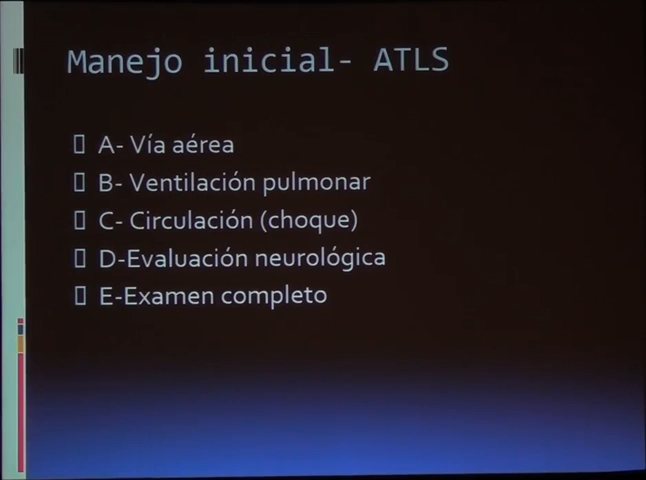 Manejo inicial- ATLS
A- Vía aérea
B- Ventilación pulmonar
C- Circulación (choque)
D-Evaluación neurológica
E-Examen completo